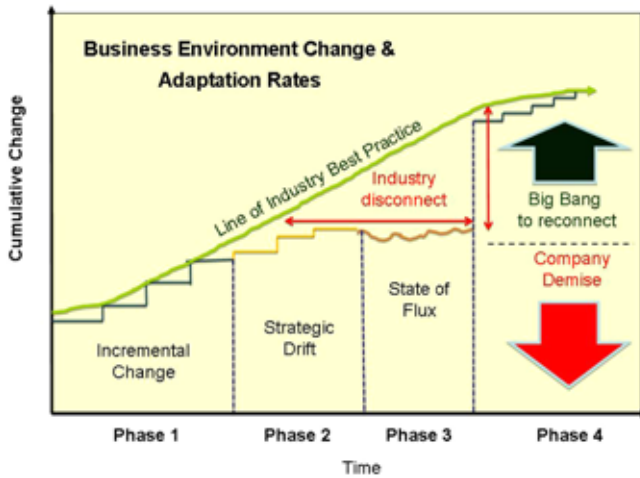 Business Environment Change &
Adaptation Rates
Cumulative Change
Line of Industry Best Practice
Industry
disconnect
Big Bang
to reconnect
Company
Demise
Incremental
Change
Strategic
Drift
State of
Flux
Phase 1
Phase 2
Phase 3
Phase 4
Time